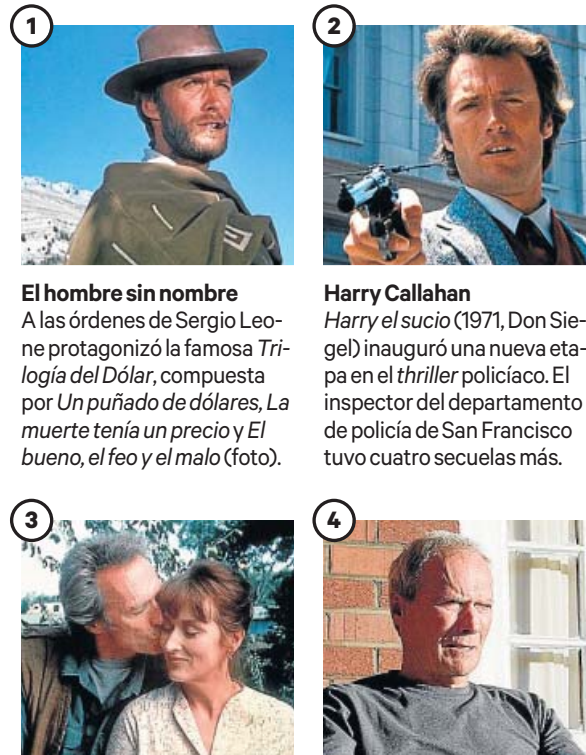 1
2
El hombre sin nombre
A las órdenes de Sergio Leo-
ne protagonizó la famosa Tri-
logía del Dólar, compuesta
por Un puñado de dólares, La
muerte tenía un precio y El
bueno, el feo y el malo (foto).
Harry Callahan
Harry el sucio (1971, Don Sie-
gel) inauguró una nueva eta-
pa en el thriller policíaco. El
inspector del departamento
de policía de San Francisco
tuvo cuatro secuelas más.
3
4